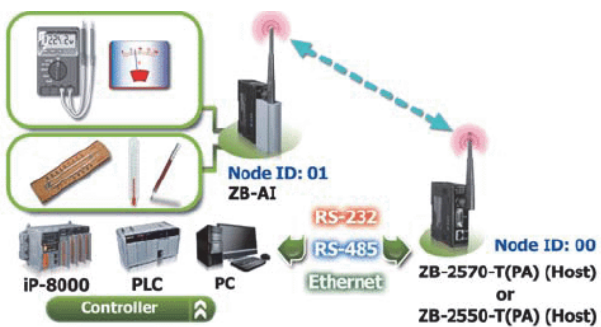 Node ID: 01
ZB-AI
RS-232
RS-485
Ethernet
Node ID: 00
ZB-2570-T(PA) (Host)
or
ZB-2550-T(PA) (Host)
iP-8000
PLC
PC
Controller